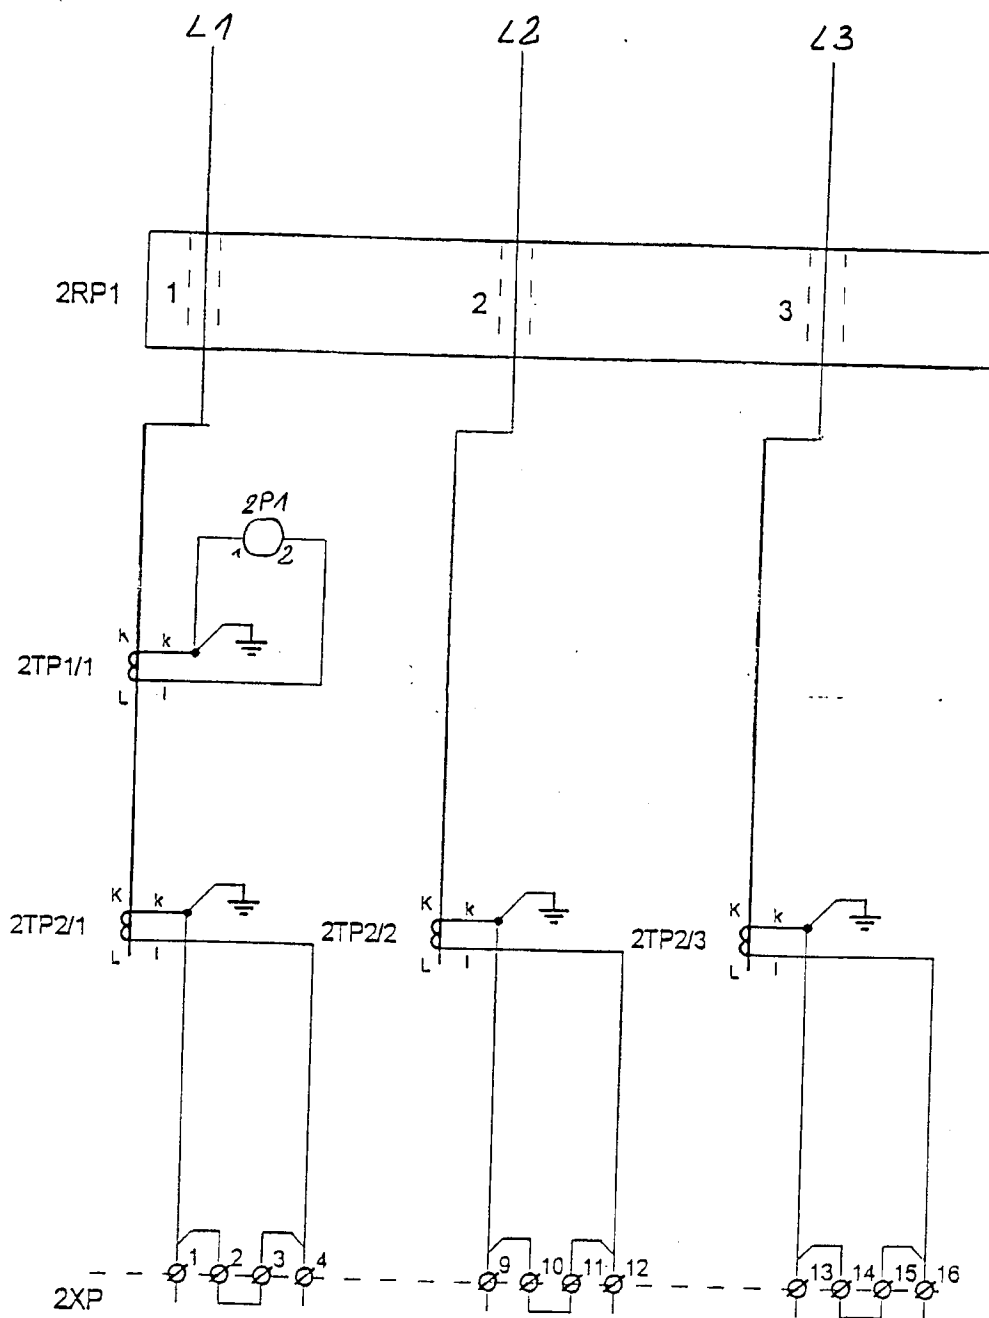 L1 L2 L3
2RP1 1 2 3
2P1
1 2
K k
2TP1/1
L l
K k K k K k
2TP2/1 2TP2/2 2TP2/3
L l L l L l
1 2 3 4 9 10 11 12 13 14 15 16
2XP